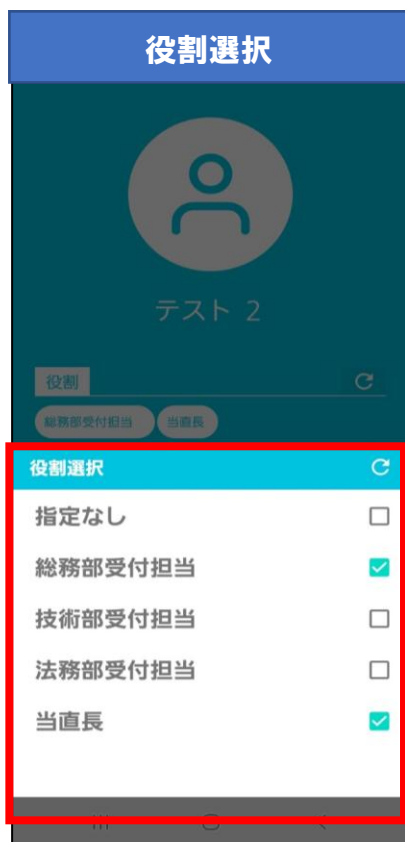 役割選択
テスト 2
役割
総務部受付担当 当直長
役割選択
指定なし
総務部受付担当
技術部受付担当
法務部受付担当
当直長